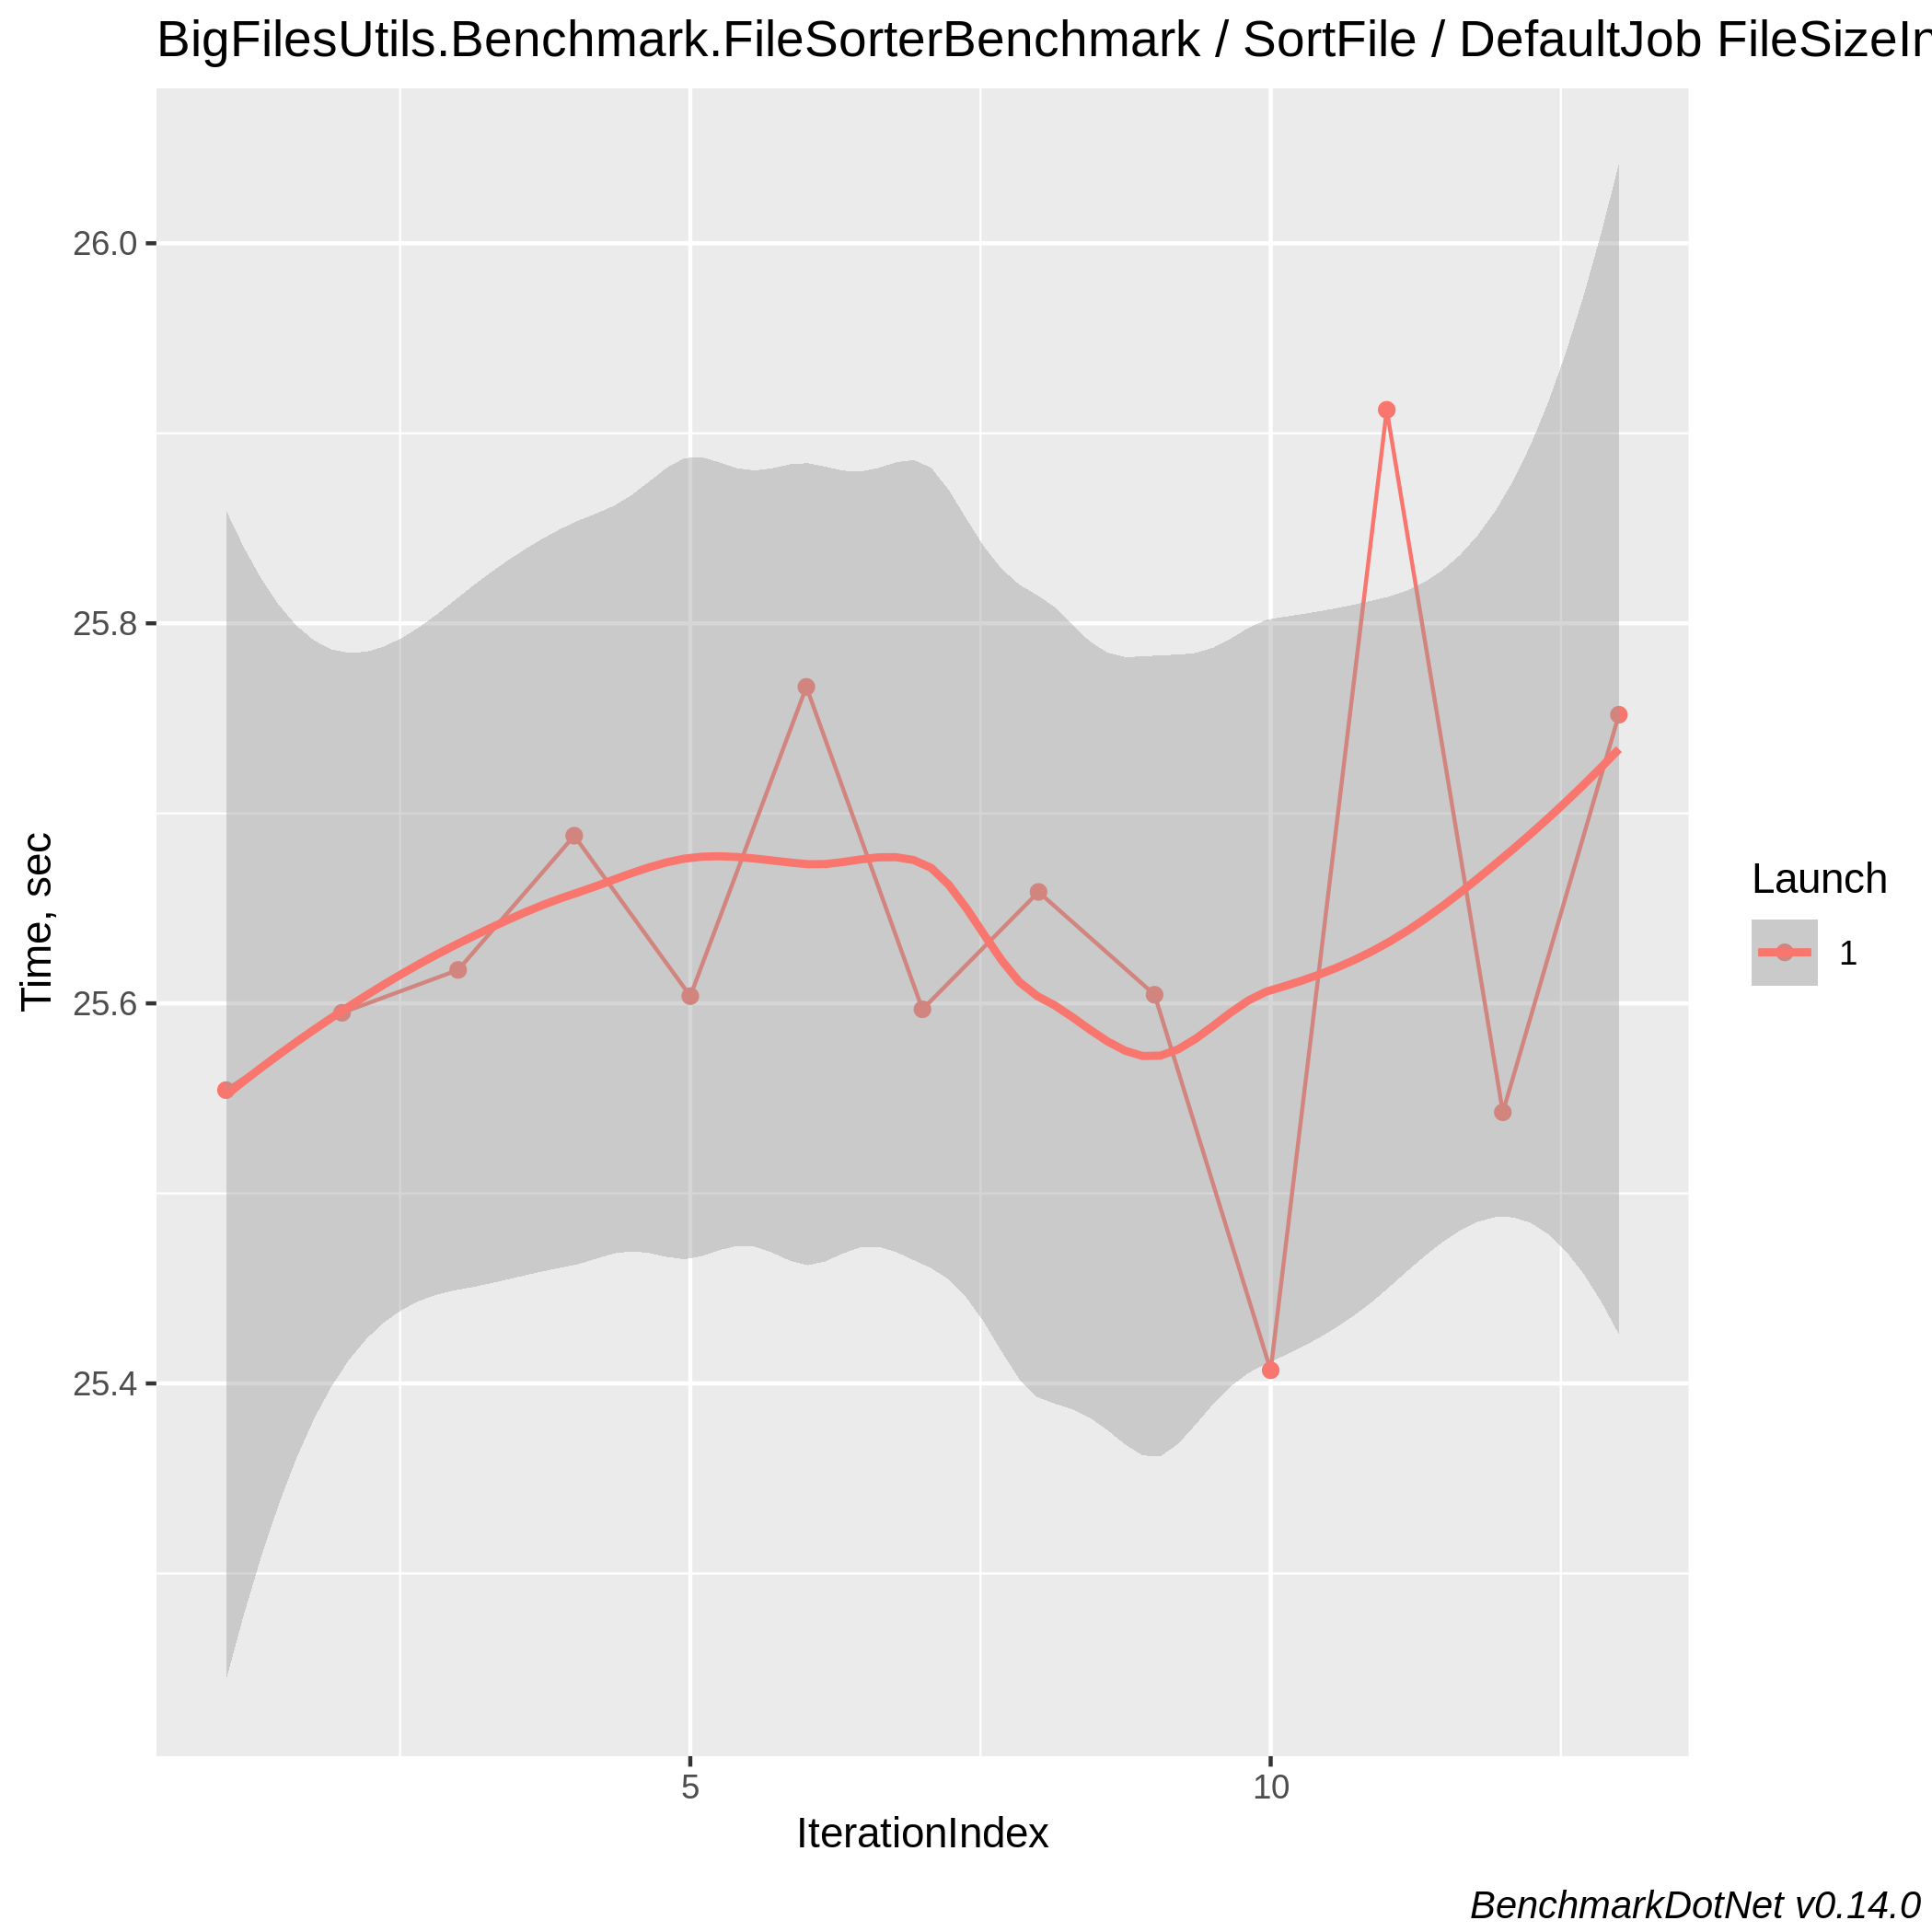 BigFilesUtils.Benchmark.FileSorterBenchmark / SortFile / DefaultJob FileSizeIn
26.0
25.8
25.6
25.4
Time, sec
5
10
IterationIndex
Launch
1
BenchmarkDotNet v0.14.0